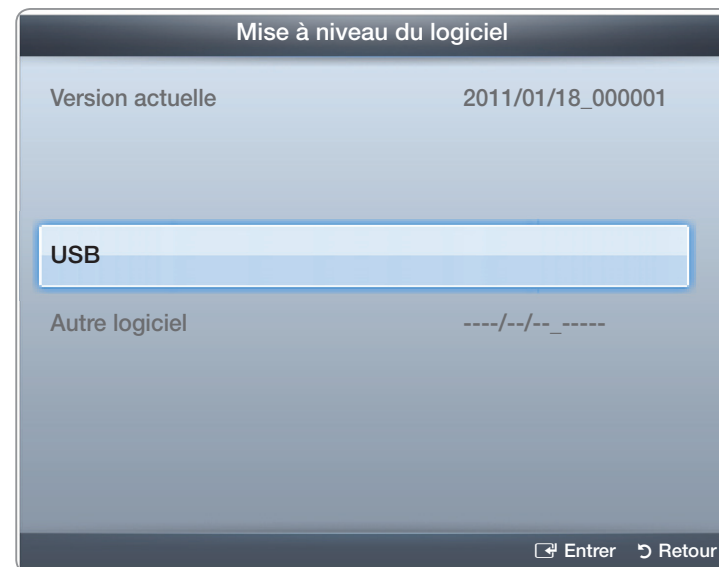 Mise à niveau du logiciel
Version actuelle 2011/01/18_000001
USB
Autre logiciel ----/--/--_-----
Entrer Retour